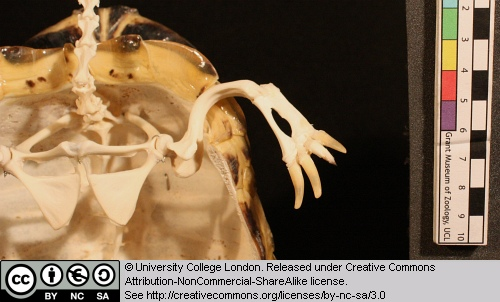 2
3
4
5
6
7
8
9
10
Grant Museum of Zoology, UCL
cc
BY NC SA
© University College London. Released under Creative Commons
Attribution-NonCommercial-ShareAlike license.
See http://creativecommons.org/licenses/by-nc-sa/3.0